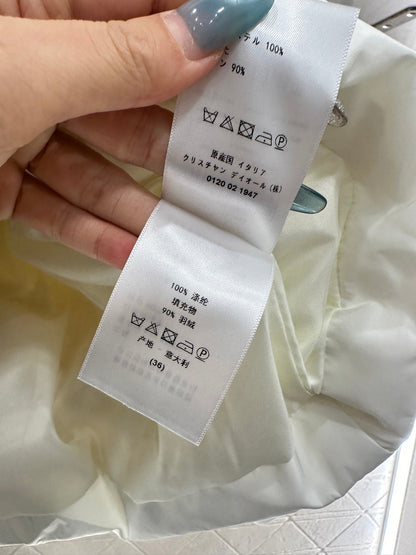 テル 100%
90%
原産国 イタリア
クリスチャン デイオール (株)
0120 02 1947
100% 涤纶
填充物
90% 羽绒
产地 意大利
(36)